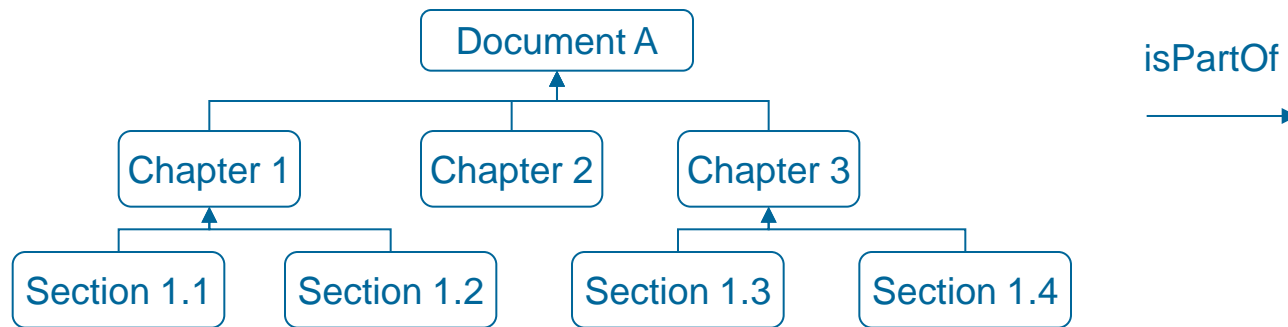 Document A
isPartOf
Chapter 1
Chapter 2
Chapter 3
Section 1.1
Section 1.2
Section 1.3
Section 1.4